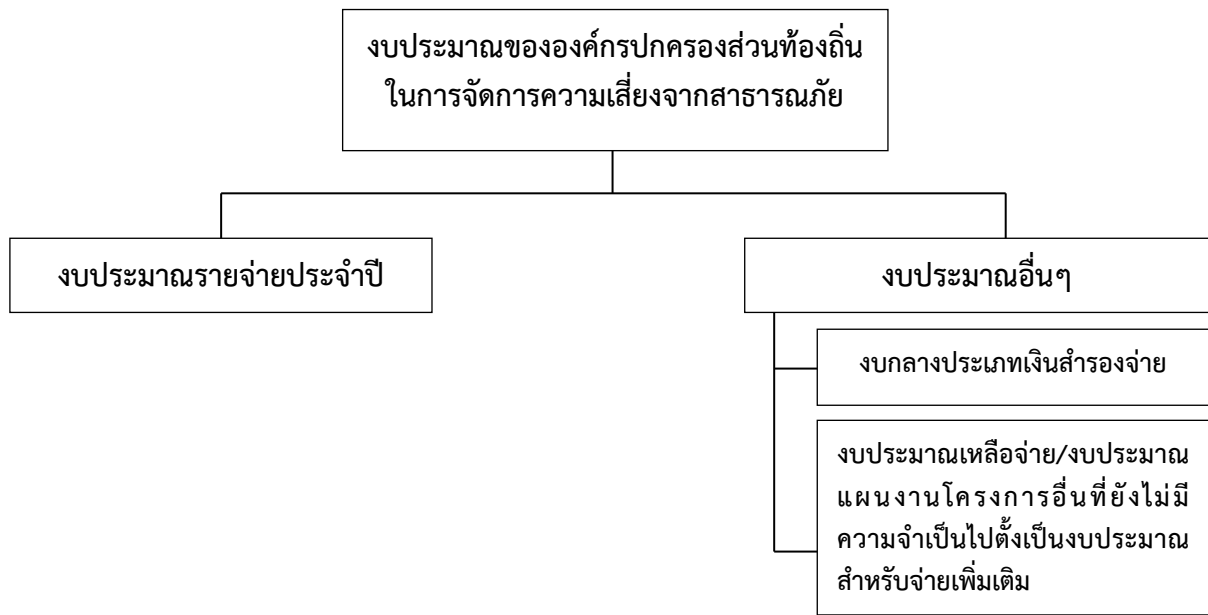 งบประมาณขององค์กรปกครองส่วนท้องถิ่น
ในการจัดการความเสี่ยงจากสาธารณภัย
งบประมาณรายจ่ายประจำปี
งบประมาณอื่นๆ
งบกลางประเภทเงินสำรองจ่าย
งบประมาณเหลือจ่าย/งบประมาณ
แผนงานโครงการอื่นที่ยังไม่มี
ความจำเป็นไปตั้งเป็นงบประมาณ
สำหรับจ่ายเพิ่มเติม